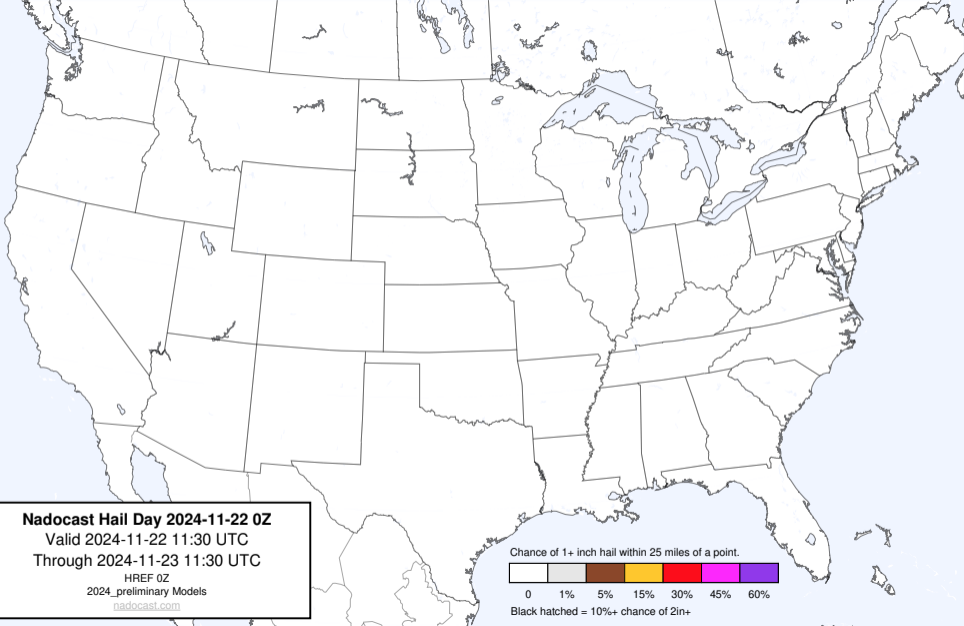 Nadocast Hail Day 2024-11-22 0Z
Valid 2024-11-22 11:30 UTC
Through 2024-11-23 11:30 UTC
HREF 0Z
2024_preliminary Models
nadocast.com
Chance of 1+ inch hail within 25 miles of a point.
0 1% 5% 15% 30% 45% 60%
Black hatched = 10%+ chance of 2in+